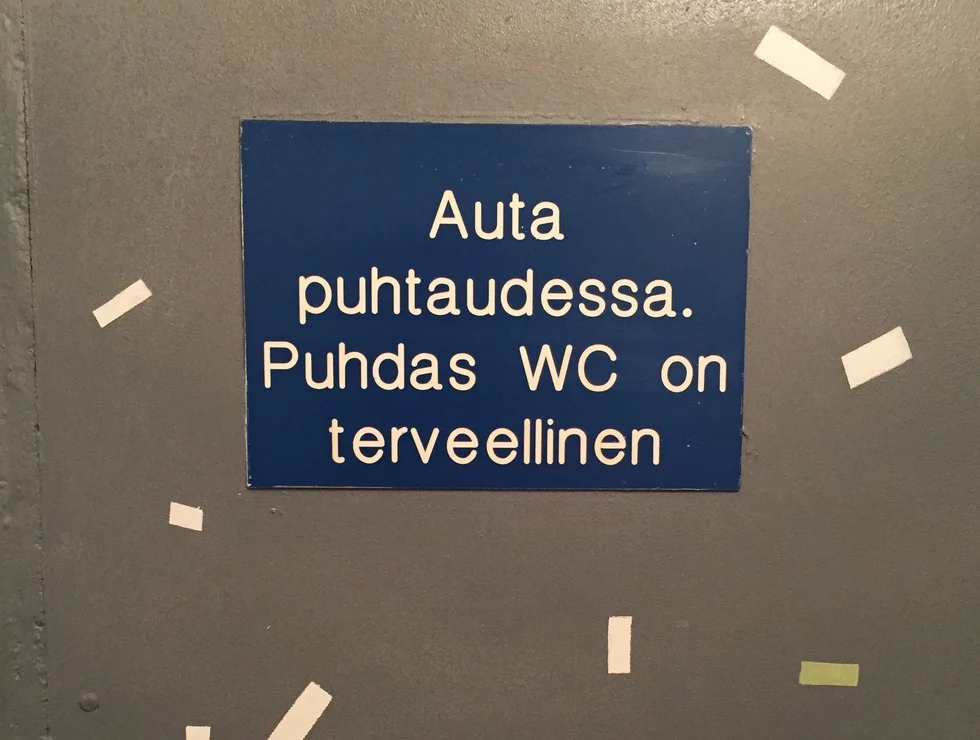 Auta
puhtaudessa.
Puhdas WC on
terveellinen